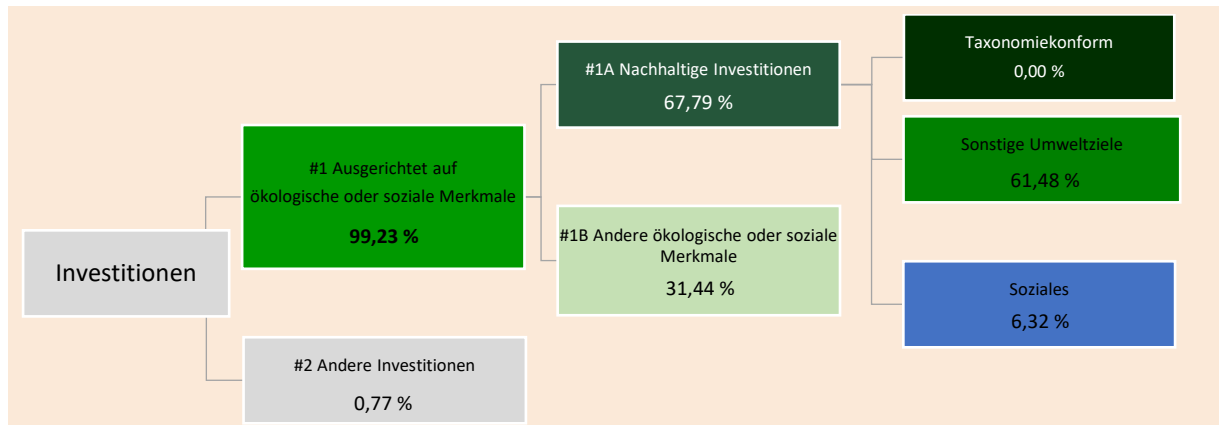 Investitionen
#1 Ausgerichtet auf
ökologische oder soziale Merkmale
99,23 %
#2 Andere Investitionen
0,77 %
#1A Nachhaltige Investitionen
67,79 %
#1B Andere ökologische oder soziale
Merkmale
31,44 %
Taxonomiekonform
0,00 %
Sonstige Umweltziele
61,48 %
Soziales
6,32 %